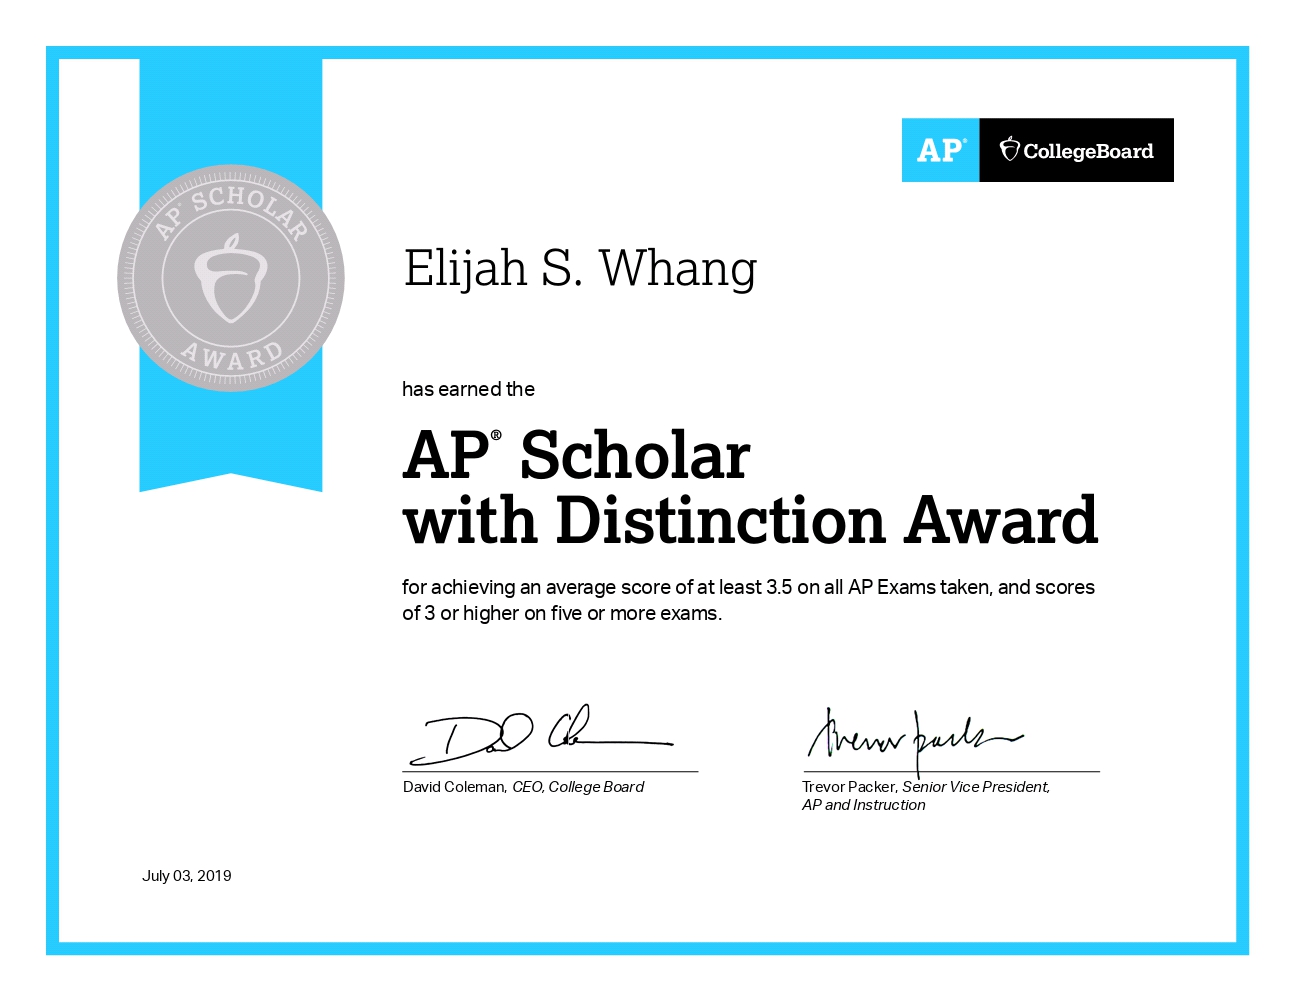 AP® SCHOLAR
AWARD
AP® CollegeBoard
Elijah S. Whang
has earned the
AP® Scholar
with Distinction Award
for achieving an average score of at least 3.5 on all AP Exams taken, and scores
of 3 or higher on five or more exams.
David Coleman, CEO, College Board
Trevor Packer, Senior Vice President,
AP and Instruction
July 03, 2019